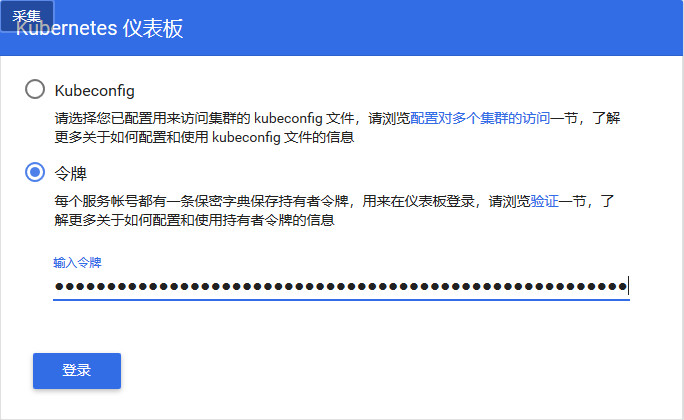 采集
Kubernetes 仪表板
Kubeconfig
请选择您已配置用来访问集群的 kubeconfig 文件，请浏览配置对多个集群的访问一节，了解
更多关于如何配置和使用 kubeconfig 文件的信息
令牌
每个服务帐号都有一条保密字典保存持有者令牌，用来在仪表板登录，请浏览验证一节，了
解更多关于如何配置和使用持有者令牌的信息
输入令牌
登录